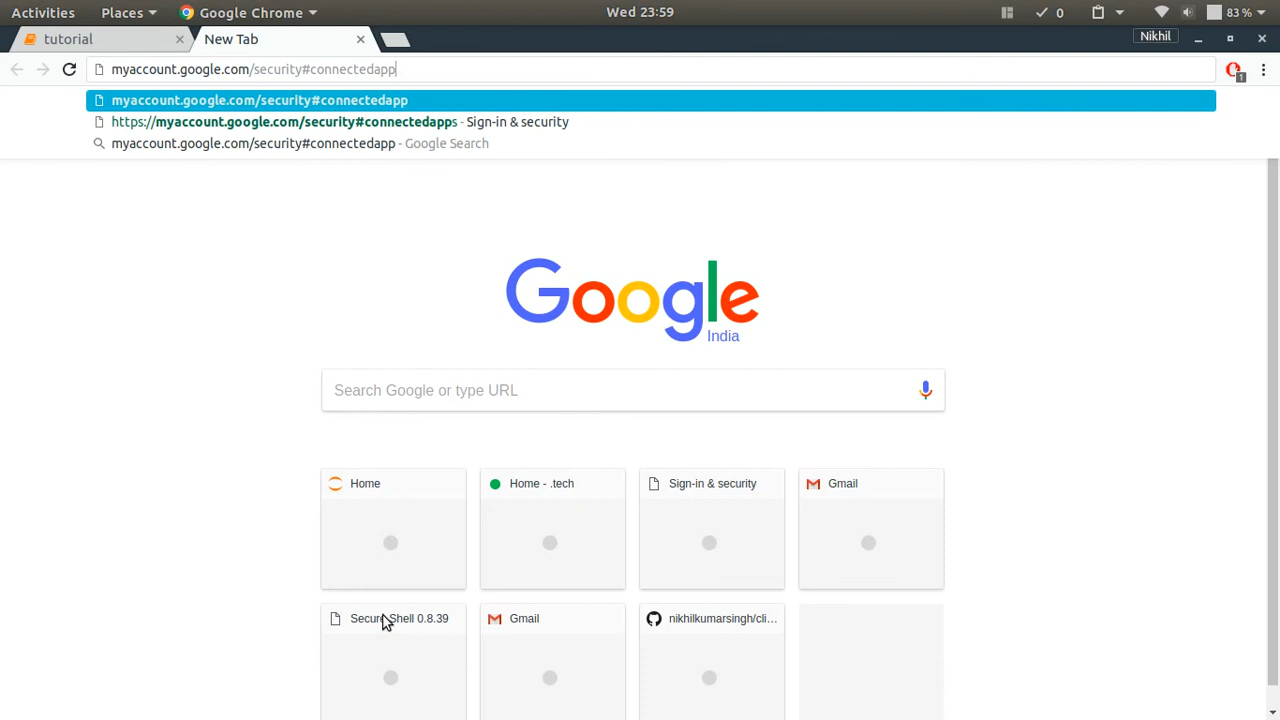 Activities Places Google Chrome Wed 23:59 0 83 %
tutorial New Tab Nikhil
myaccount.google.com/security#connectedapp 1
myaccount.google.com/security#connectedapp
https://myaccount.google.com/security#connectedapps - Sign-in & security
myaccount.google.com/security#connectedapp - Google Search
Google
India
Search Google or type URL
Home Home - .tech Sign-in & security Gmail
Secure Shell 0.8.39 Gmail nikhilkumarsingh/cli...